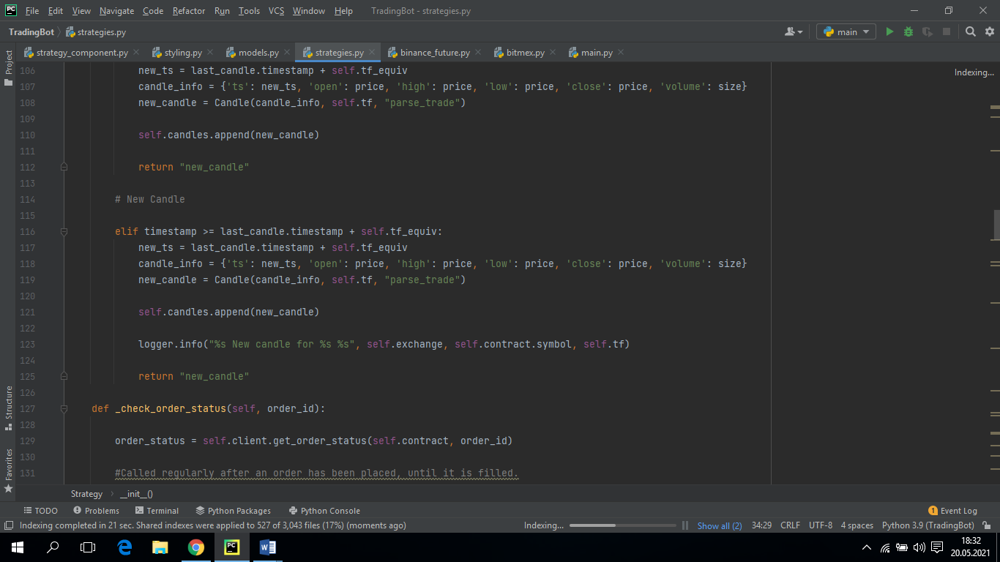 File Edit View Navigate Code Refactor Run Tools VCS Window Help TradingBot - strategies.py
TradingBot strategies.py main
strategy_component.py styling.py models.py strategies.py binance_future.py bitmex.py main.py
Project
Indexing...
106 new_ts = last_candle.timestamp + self.tf_equiv
107 candle_info = {'ts': new_ts, 'open': price, 'high': price, 'low': price, 'close': price, 'volume': size}
108 new_candle = Candle(candle_info, self.tf, "parse_trade")
109
110 self.candles.append(new_candle)
111
112 return "new_candle"
113
114 # New Candle
115
116 elif timestamp >= last_candle.timestamp + self.tf_equiv:
117 new_ts = last_candle.timestamp + self.tf_equiv
118 candle_info = {'ts': new_ts, 'open': price, 'high': price, 'low': price, 'close': price, 'volume': size}
119 new_candle = Candle(candle_info, self.tf, "parse_trade")
120
121 self.candles.append(new_candle)
122
123 logger.info("%s New candle for %s %s", self.exchange, self.contract.symbol, self.tf)
124
125 return "new_candle"
126
127 def _check_order_status(self, order_id):
128
129 order_status = self.client.get_order_status(self.contract, order_id)
130
131 #Called regularly after an order has been placed, until it is filled.
Structure
Favorites
Strategy __init__()
TODO Problems Terminal Python Packages Python Console 1 Event Log
Indexing completed in 21 sec. Shared indexes were applied to 527 of 3,043 files (17%) (moments ago) Indexing... Show all (2) 34:29 CRLF UTF-8 4 spaces Python 3.9 (TradingBot)
18:32
20.05.2021